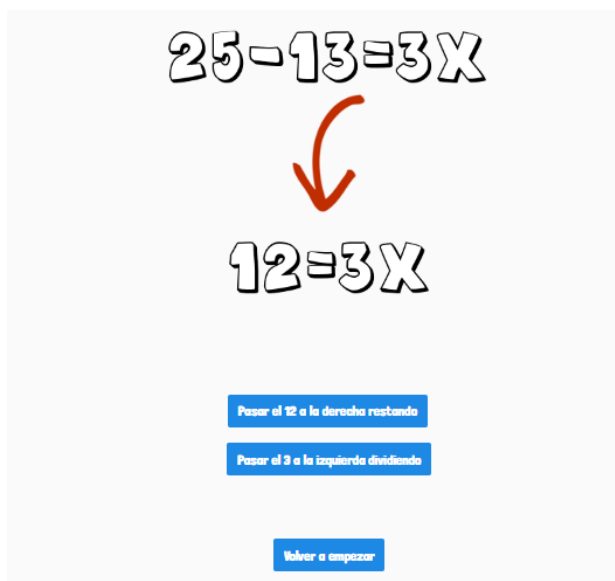 25-13=3X
12=3X
Pasar el 12 a la derecha restando
Pasar el 3 a la izquierda dividiendo
Volver a empezar